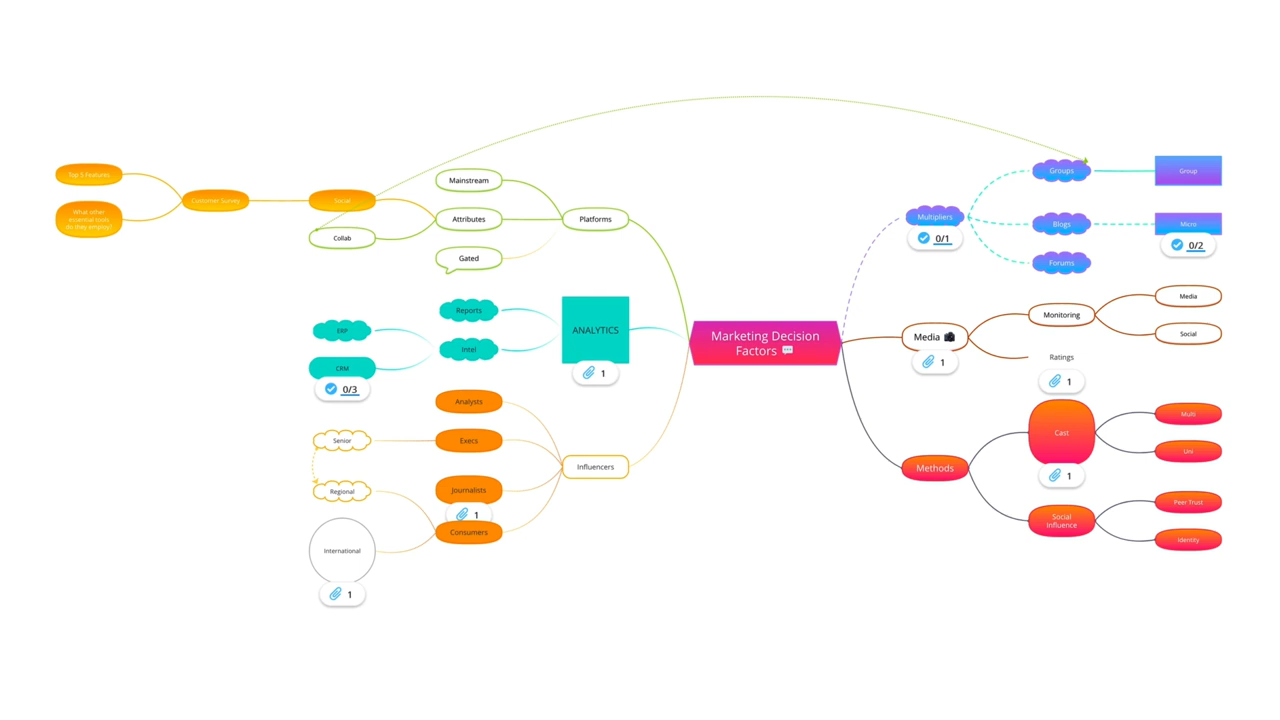 Marketing Decision
Factors
Platforms
Mainstream
Attributes
Gated
Social
Collab
Customer Survey
Top 5 Features
What other
essential tools
do they employ?
ANALYTICS
1
Reports
Intel
ERP
CRM
0/3
Influencers
Analysts
Execs
Journalists
1
Consumers
Senior
Regional
International
1
Multipliers
0/1
Groups
Group
Blogs
Micro
0/2
Forums
Media
1
Monitoring
Media
Social
Ratings
1
Methods
Cast
1
Multi
Uni
Social
Influence
Peer Trust
Identity